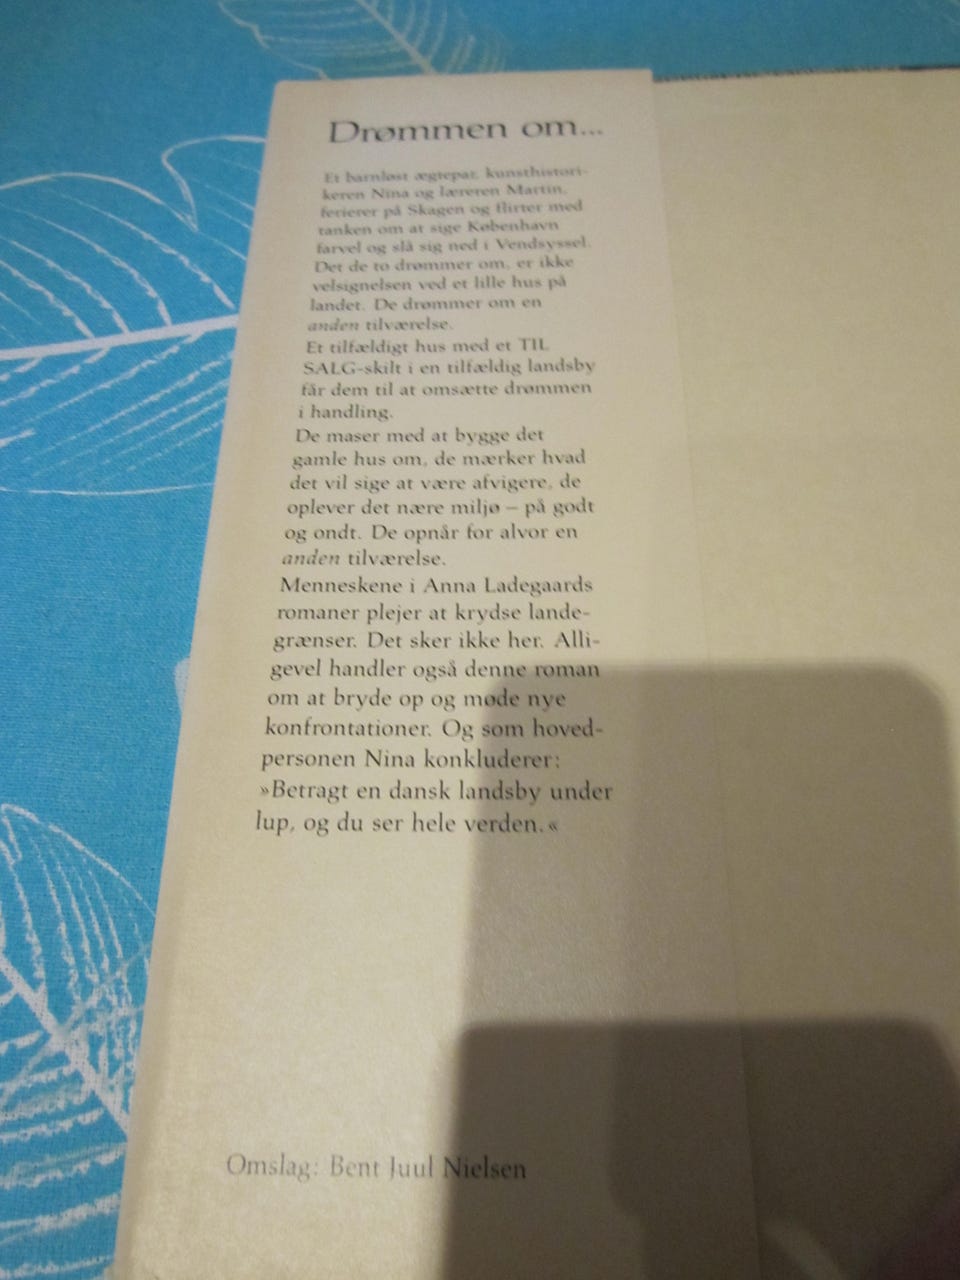 Drømmen om...
Et barnløst ægtepar, kunsthistori-
keren Nina og læreren Martin,
ferierer på Skagen og flirter med
tanken om at sige København
farvel og slå sig ned i Vendsyssel.
Det de to drømmer om, er ikke
velsignelsen ved et lille hus på
landet. De drømmer om en
anden tilværelse.
Et tilfældigt hus med et TIL
SALG-skilt i en tilfældig landsby
får dem til at omsætte drømmen
i handling.
De maser med at bygge det
gamle hus om, de mærker hvad
det vil sige at være afvigere, de
oplever det nære miljø – på godt
og ondt. De opnår for alvor en
anden tilværelse.
Menneskene i Anna Ladegaards
romaner plejer at krydse lande-
grænser. Det sker ikke her. Alli-
gevel handler også denne roman
om at bryde op og møde nye
konfrontationer. Og som hoved-
personen Nina konkluderer:
»Betragt en dansk landsby under
lup, og du ser hele verden.«
Omslag: Bent Juul Nielsen